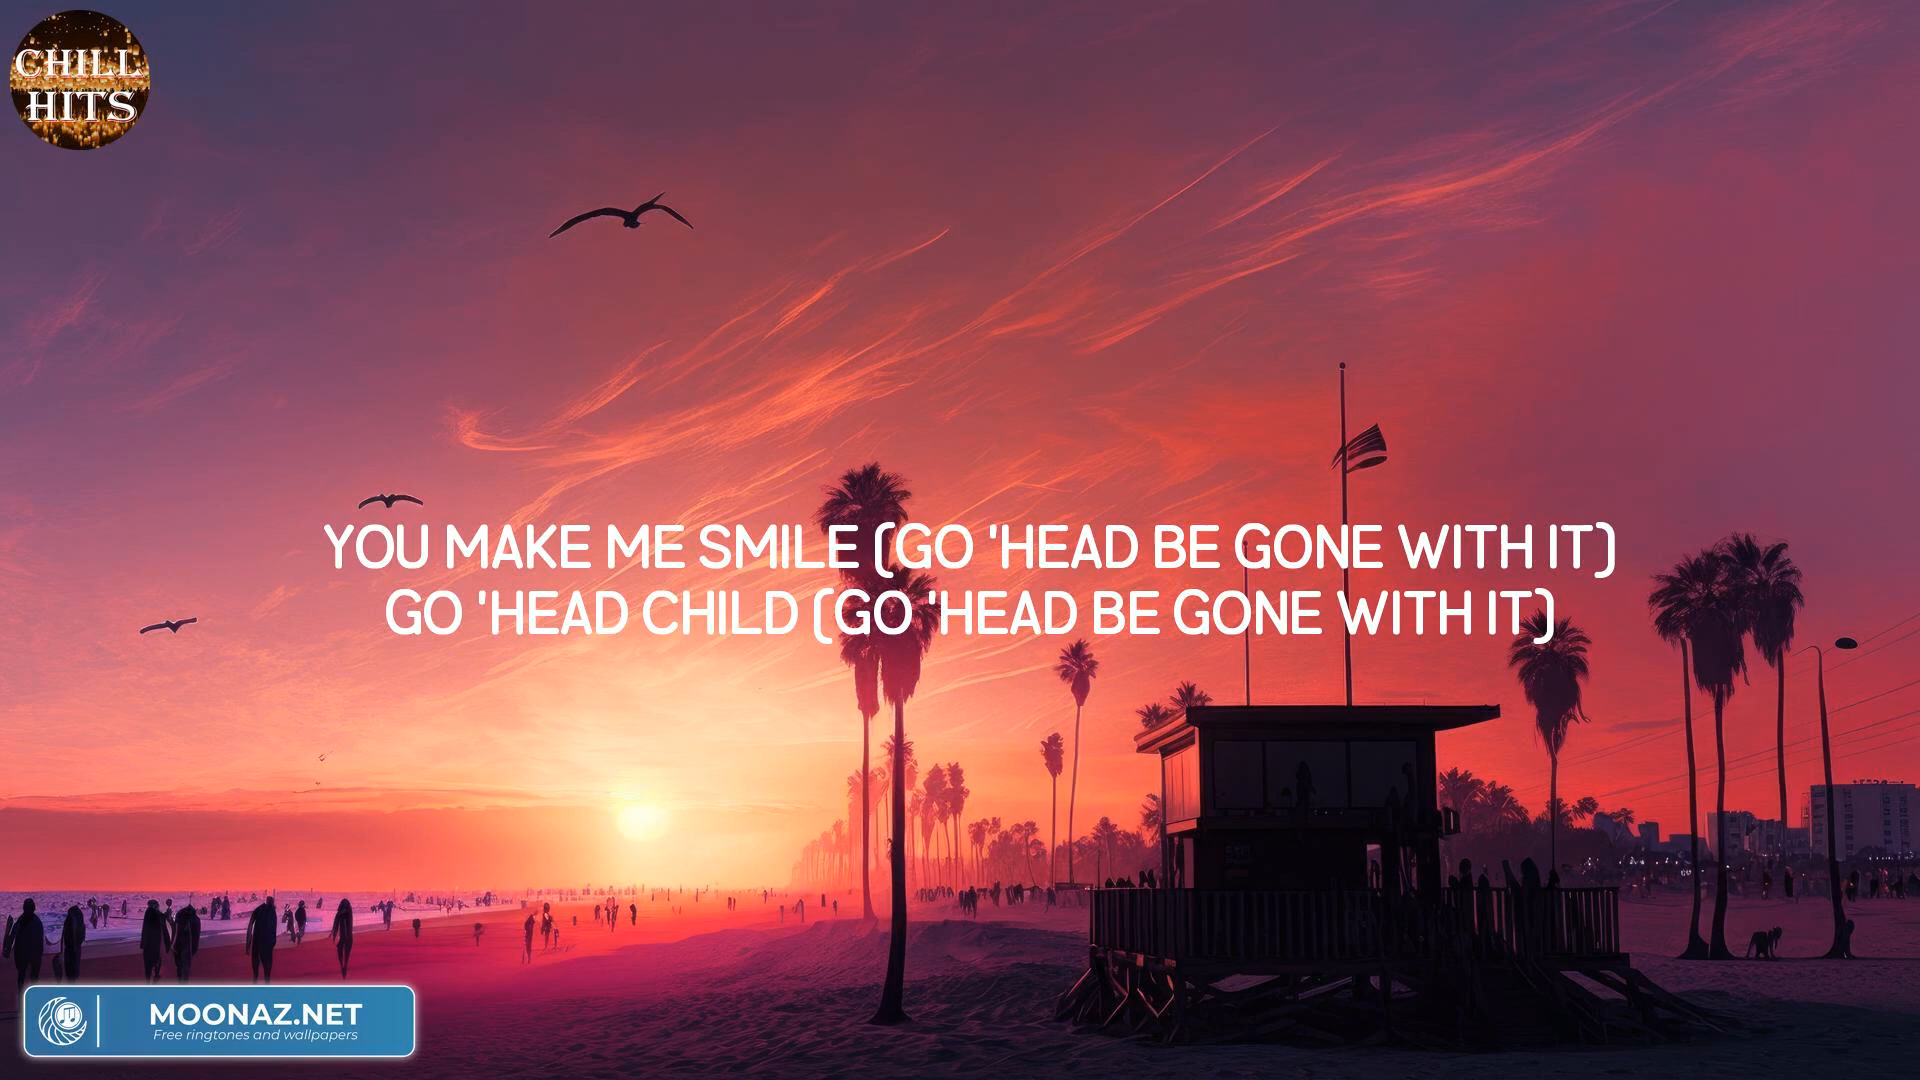 CHILL
HITS
YOU MAKE ME SMILE (GO 'HEAD BE GONE WITH IT)
GO 'HEAD CHILD (GO 'HEAD BE GONE WITH IT)
MOONAZ.NET
Free ringtones and wallpapers